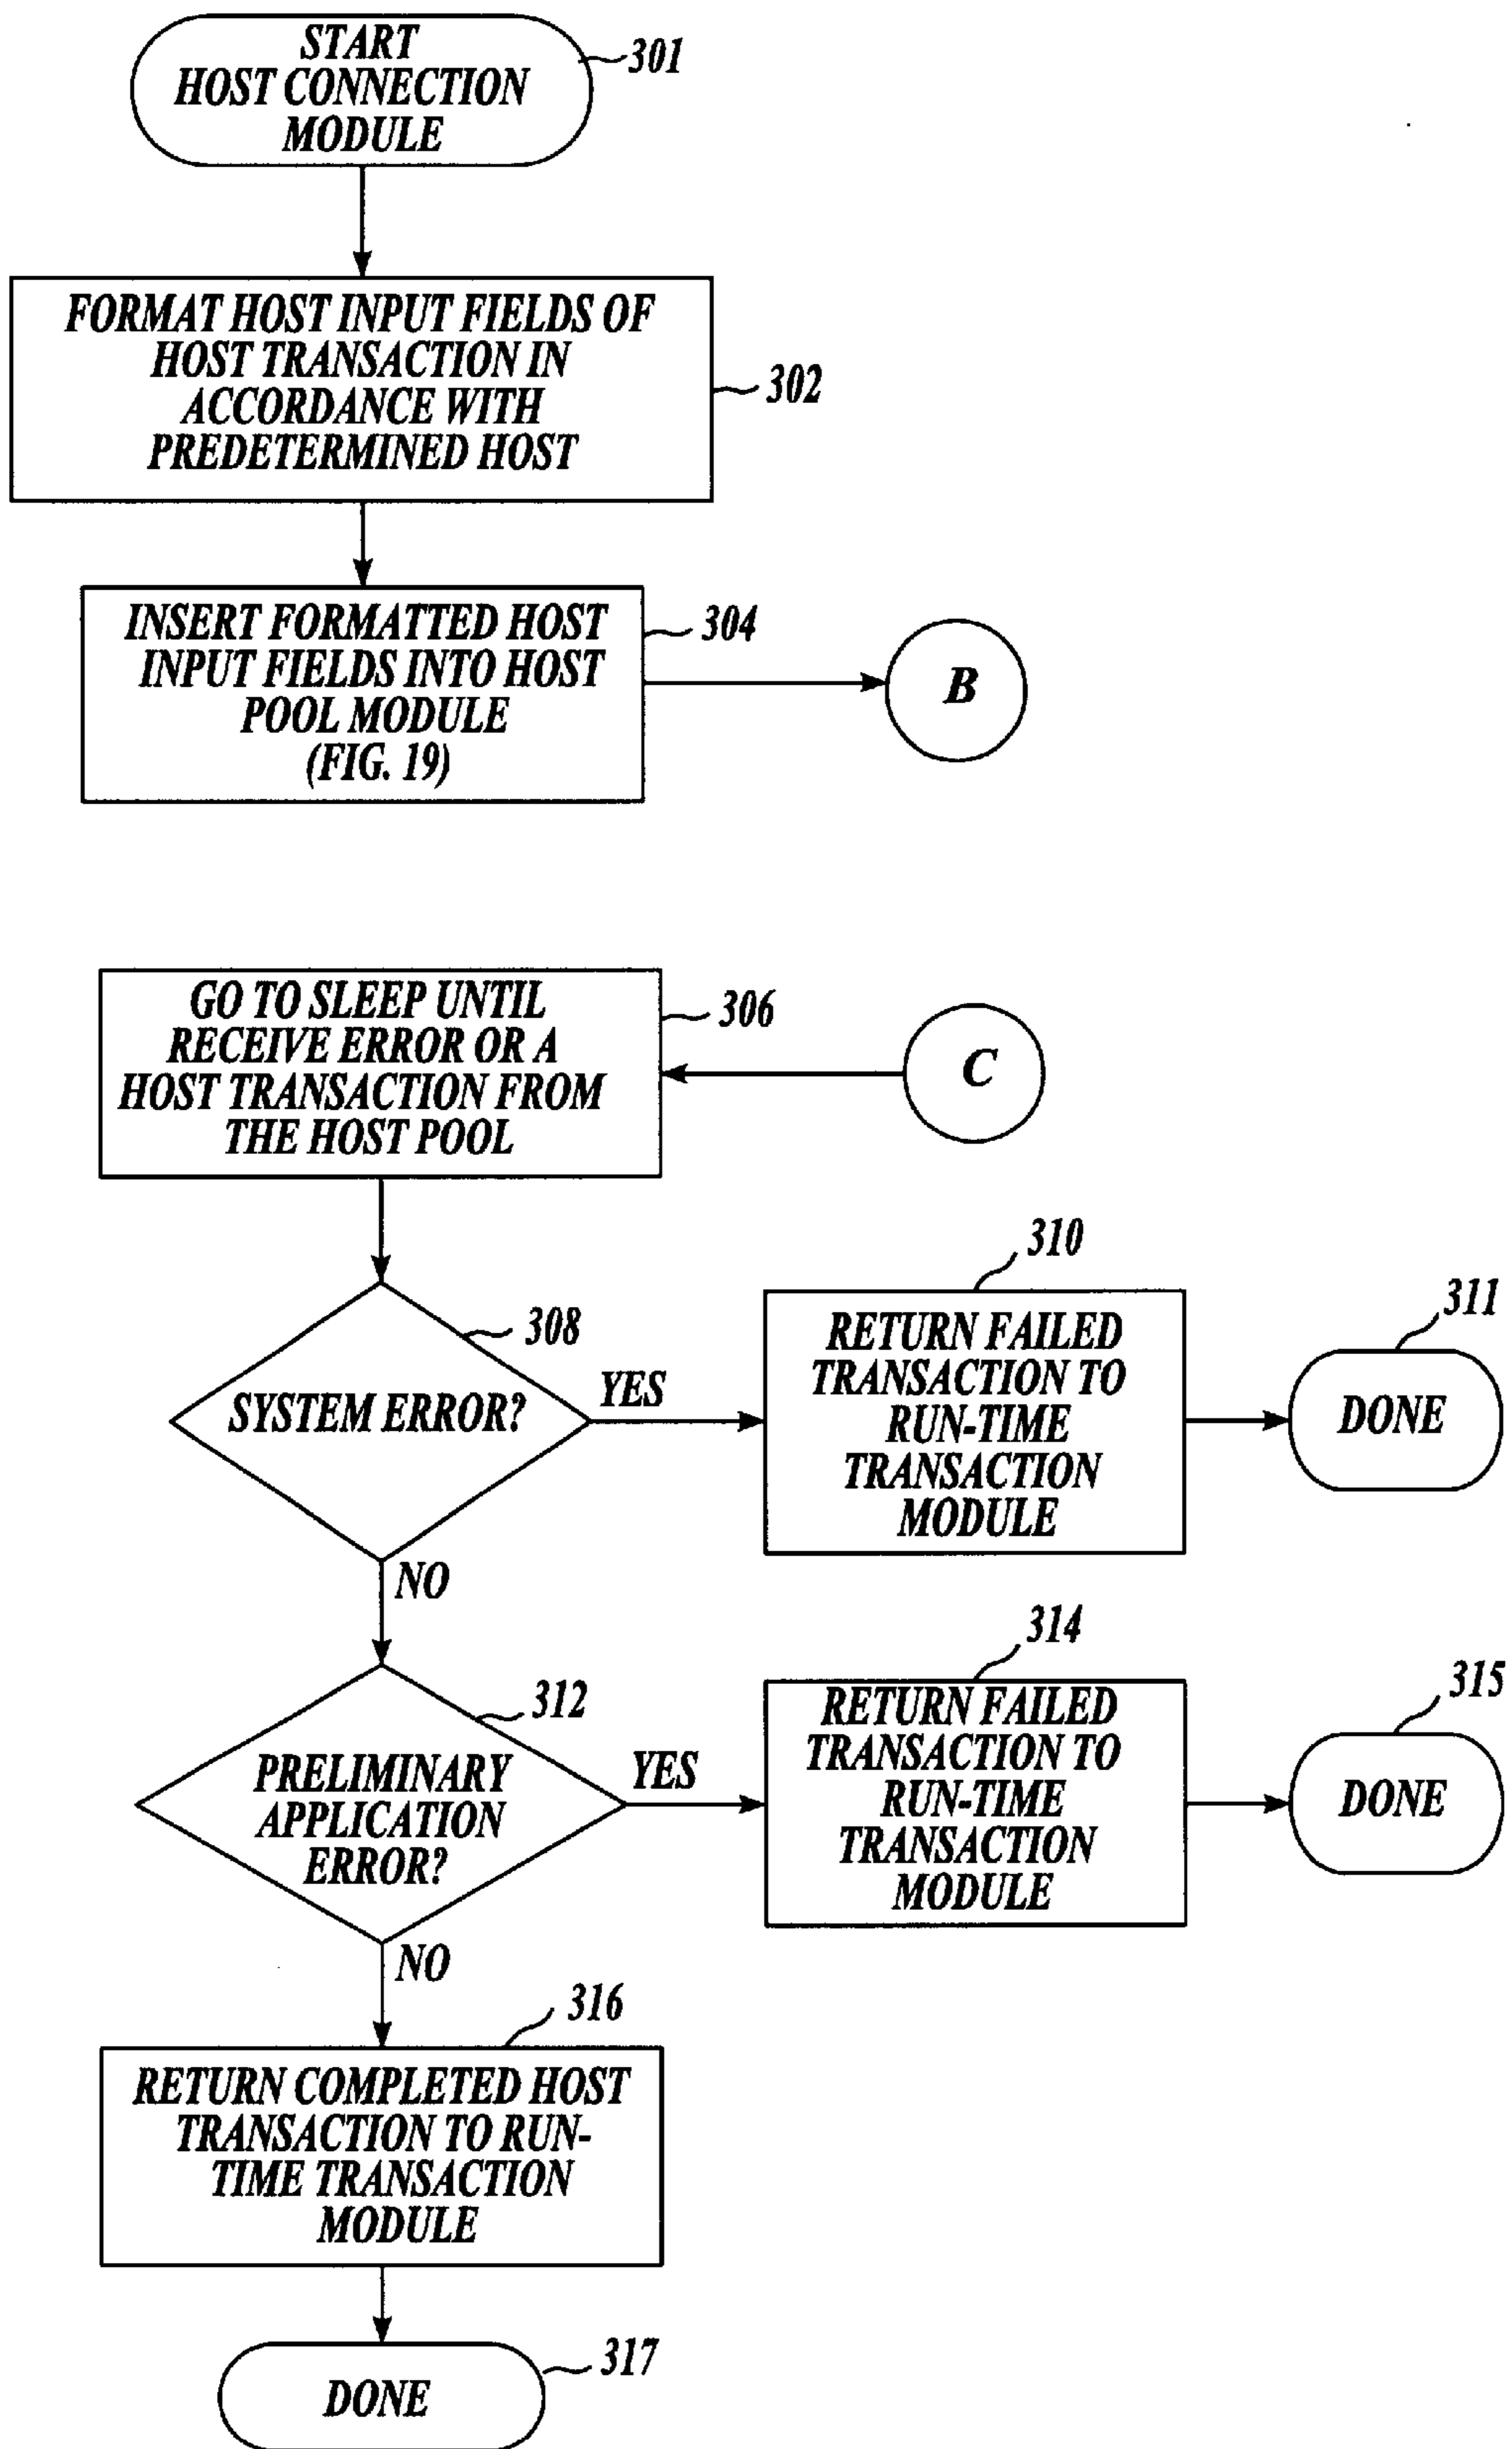 START
HOST CONNECTION
MODULE
301
FORMAT HOST INPUT FIELDS OF
HOST TRANSACTION IN
ACCORDANCE WITH
PREDETERMINED HOST
302
INSERT FORMATTED HOST
INPUT FIELDS INTO HOST
POOL MODULE
(FIG. 19)
304
B
GO TO SLEEP UNTIL
RECEIVE ERROR OR A
HOST TRANSACTION FROM
THE HOST POOL
306
C
SYSTEM ERROR?
308
YES
NO
RETURN FAILED
TRANSACTION TO
RUN-TIME
TRANSACTION
MODULE
310
DONE
311
PRELIMINARY
APPLICATION
ERROR?
312
YES
NO
RETURN FAILED
TRANSACTION TO
RUN-TIME
TRANSACTION
MODULE
314
DONE
315
RETURN COMPLETED HOST
TRANSACTION TO RUN-
TIME TRANSACTION
MODULE
316
DONE
317